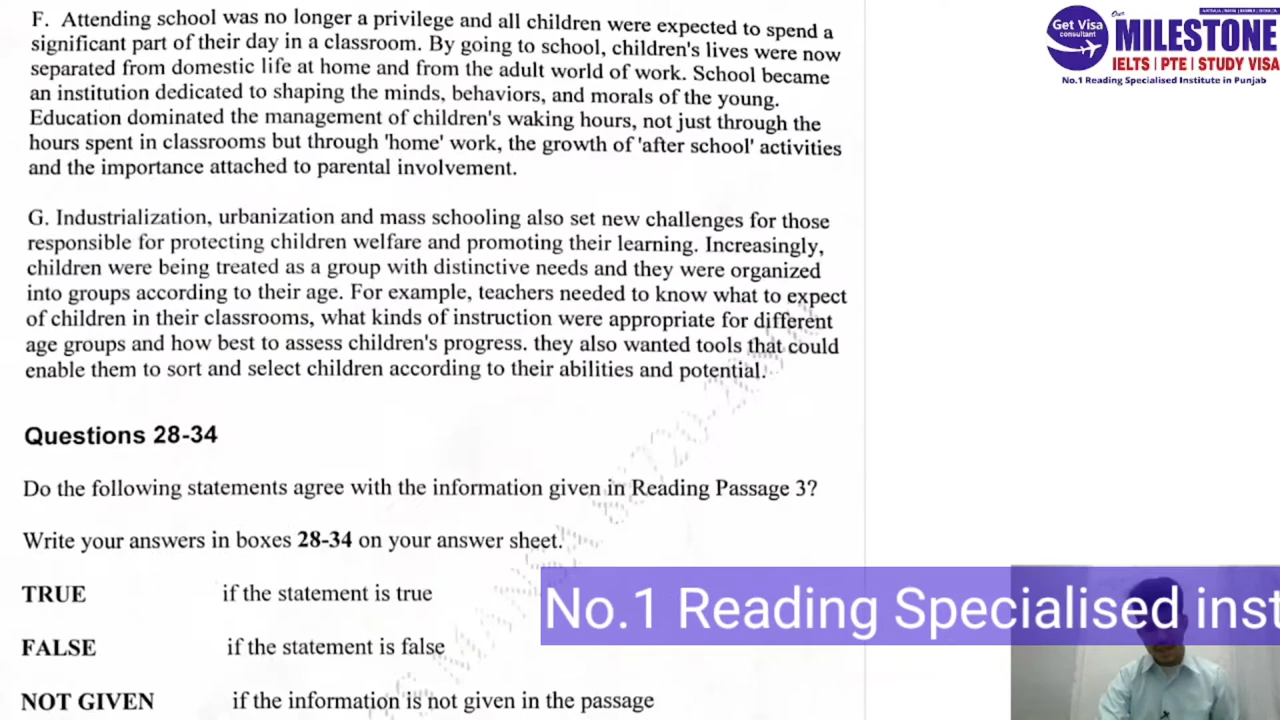 F. Attending school was no longer a privilege and all children were expected to spend a
significant part of their day in a classroom. By going to school, children's lives were now
separated from domestic life at home and from the adult world of work. School became
an institution dedicated to shaping the minds, behaviors, and morals of the young.
Education dominated the management of children's waking hours, not just through the
hours spent in classrooms but through 'home' work, the growth of 'after school' activities
and the importance attached to parental involvement.
G. Industrialization, urbanization and mass schooling also set new challenges for those
responsible for protecting children welfare and promoting their learning. Increasingly,
children were being treated as a group with distinctive needs and they were organized
into groups according to their age. For example, teachers needed to know what to expect
of children in their classrooms, what kinds of instruction were appropriate for different
age groups and how best to assess children's progress. they also wanted tools that could
enable them to sort and select children according to their abilities and potential.
Questions 28-34
Do the following statements agree with the information given in Reading Passage 3?
Write your answers in boxes 28-34 on your answer sheet.
TRUE if the statement is true
FALSE if the statement is false
NOT GIVEN if the information is not given in the passage
Get Visa
consultant
Our
MILESTONE
IELTS | PTE | STUDY VISA
No.1 Reading Specialised Institute in Punjab
No.1 Reading Specialised inst